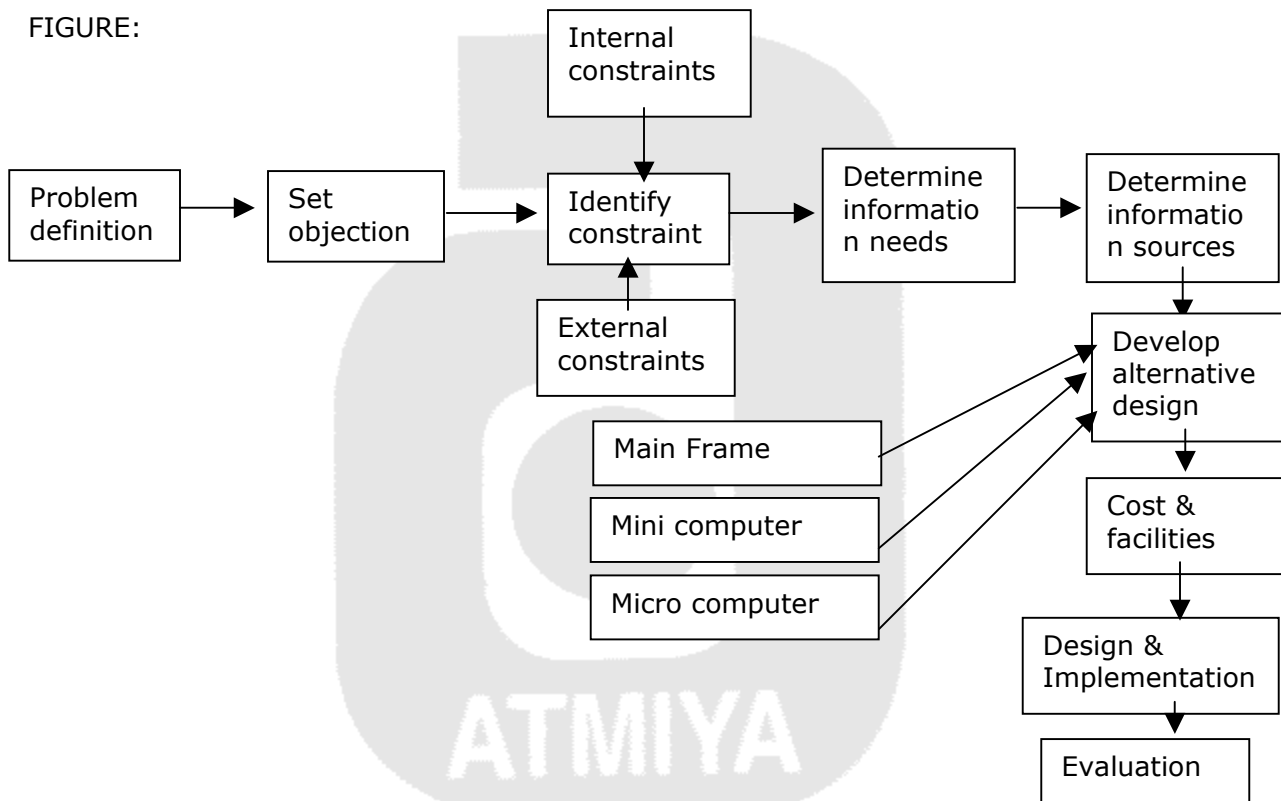 FIGURE:
Internal
constraints
Problem
definition
Set
objection
Identify
constraint
Determine
informatio
n needs
Determine
informatio
n sources
External
constraints
Develop
alternative
design
Main Frame
Mini computer
Micro computer
Cost &
facilities
Design &
Implementation
Evaluation
ATMIYA